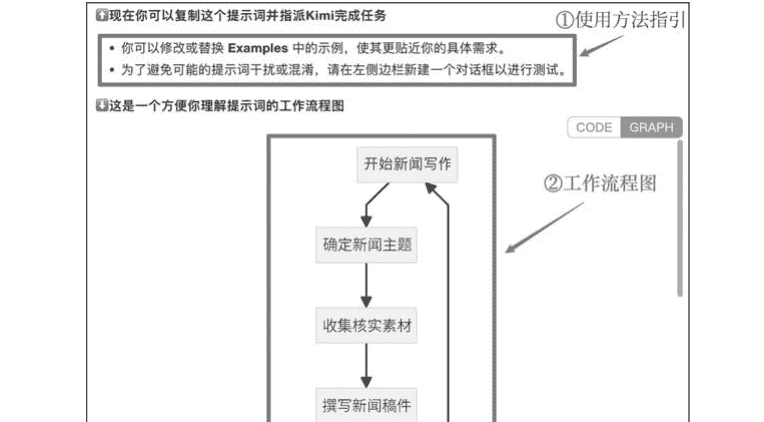 ⬆️现在你可以复制这个提示词并指派Kimi完成任务
①使用方法指引
• 你可以修改或替换 Examples 中的示例，使其更贴近你的具体需求。
• 为了避免可能的提示词干扰或混淆，请在左侧边栏新建一个对话框以进行测试。
⬇️这是一个方便你理解提示词的工作流程图
CODE GRAPH
开始新闻写作
②工作流程图
确定新闻主题
收集核实素材
撰写新闻稿件